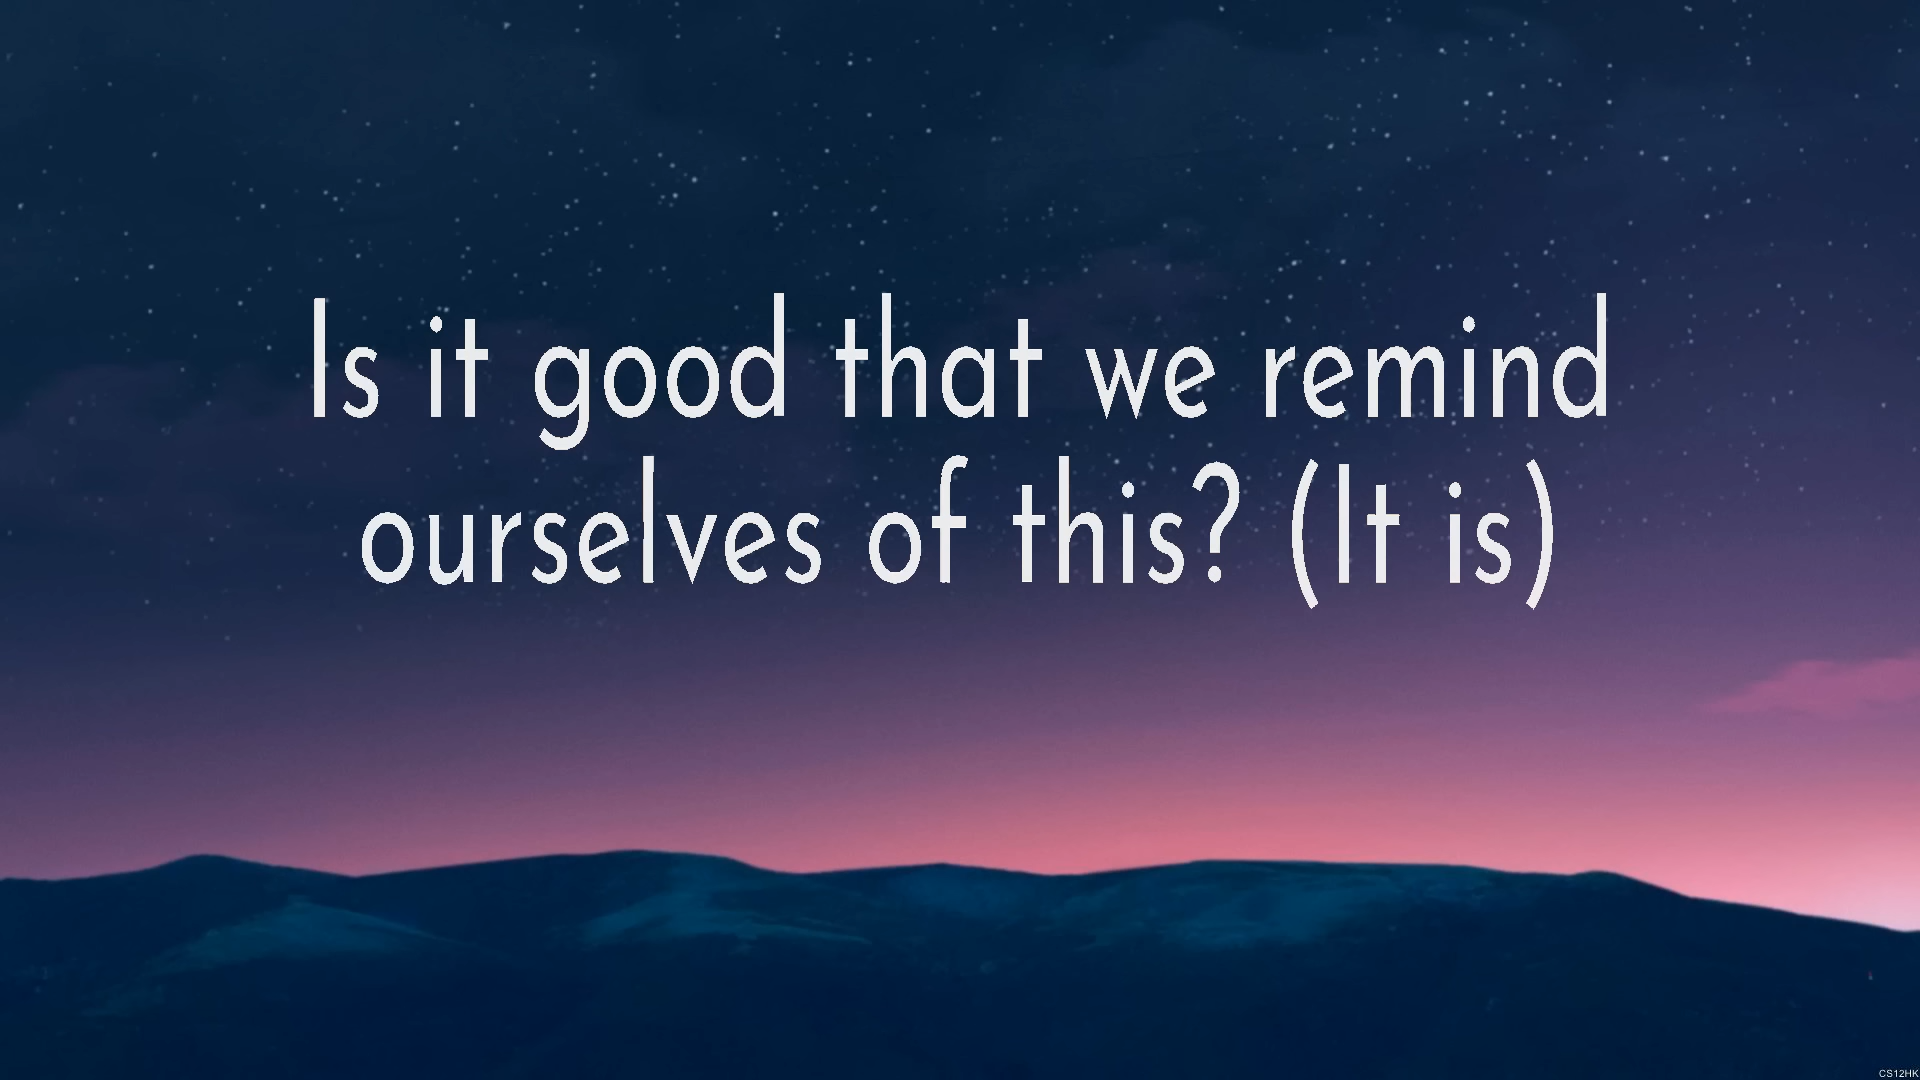 Is it good that we remind
ourselves of this? (It is)
CS12HK